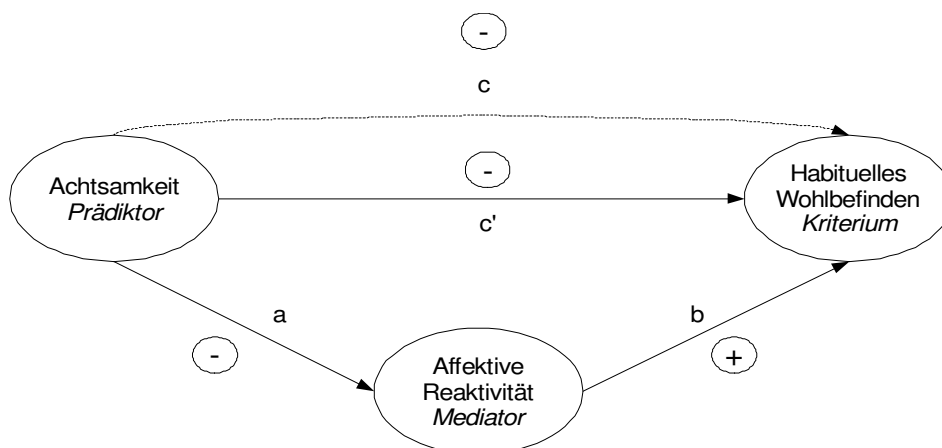 -
c
Achtsamkeit
Prädiktor
-
c'
Habituelles
Wohlbefinden
Kriterium
a
-
b
+
Affektive
Reaktivität
Mediator